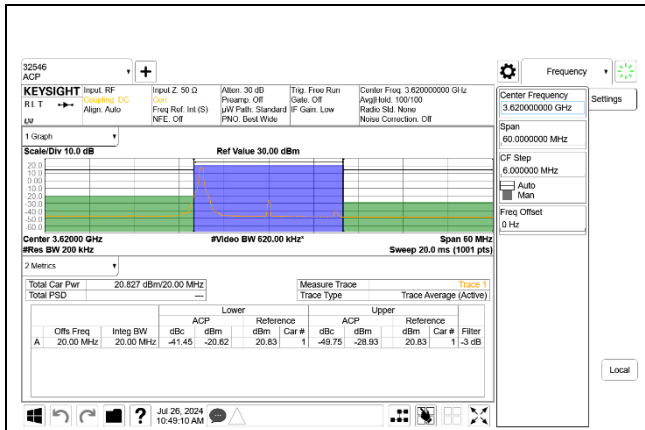 32546
ACP
Frequency
KEYSIGHT
Input: RF
Coupling: DC
Align: Auto
Input Z: 50 Ω
Corr
Freq Ref: Int (S)
NFE: Off
Atten: 30 dB
Preamp: Off
µW Path: Standard
PNO: Best Wide
Trig: Free Run
Gate: Off
IF Gain: Low
Center Freq: 3.620000000 GHz
Avg|Hold: 100/100
Radio Std: None
Noise Correction: Off
RL T
Center Frequency
3.620000000 GHz
Settings
Span
60.0000000 MHz
CF Step
6.000000 MHz
Auto
Man
Freq Offset
0 Hz
1 Graph
Scale/Div 10.0 dB
Ref Value 30.00 dBm
20.0
10.0
0.00
-10.0
-20.0
-30.0
-40.0
-50.0
-60.0
Center 3.62000 GHz
#Video BW 620.00 kHz*
Span 60 MHz
#Res BW 200 kHz
Sweep 20.0 ms (1001 pts)
2 Metrics
Total Car Pwr 20.827 dBm/20.00 MHz
Total PSD ---
Measure Trace Trace 1
Trace Type Trace Average (Active)
Lower Upper
ACP Reference ACP Reference
Offs Freq Integ BW dBc dBm dBm Car # dBc dBm dBm Car # Filter
A 20.00 MHz 20.00 MHz -41.45 -20.62 20.83 1 -49.75 -28.93 20.83 1 -3 dB
Local
?
Jul 26, 2024
10:49:10 AM